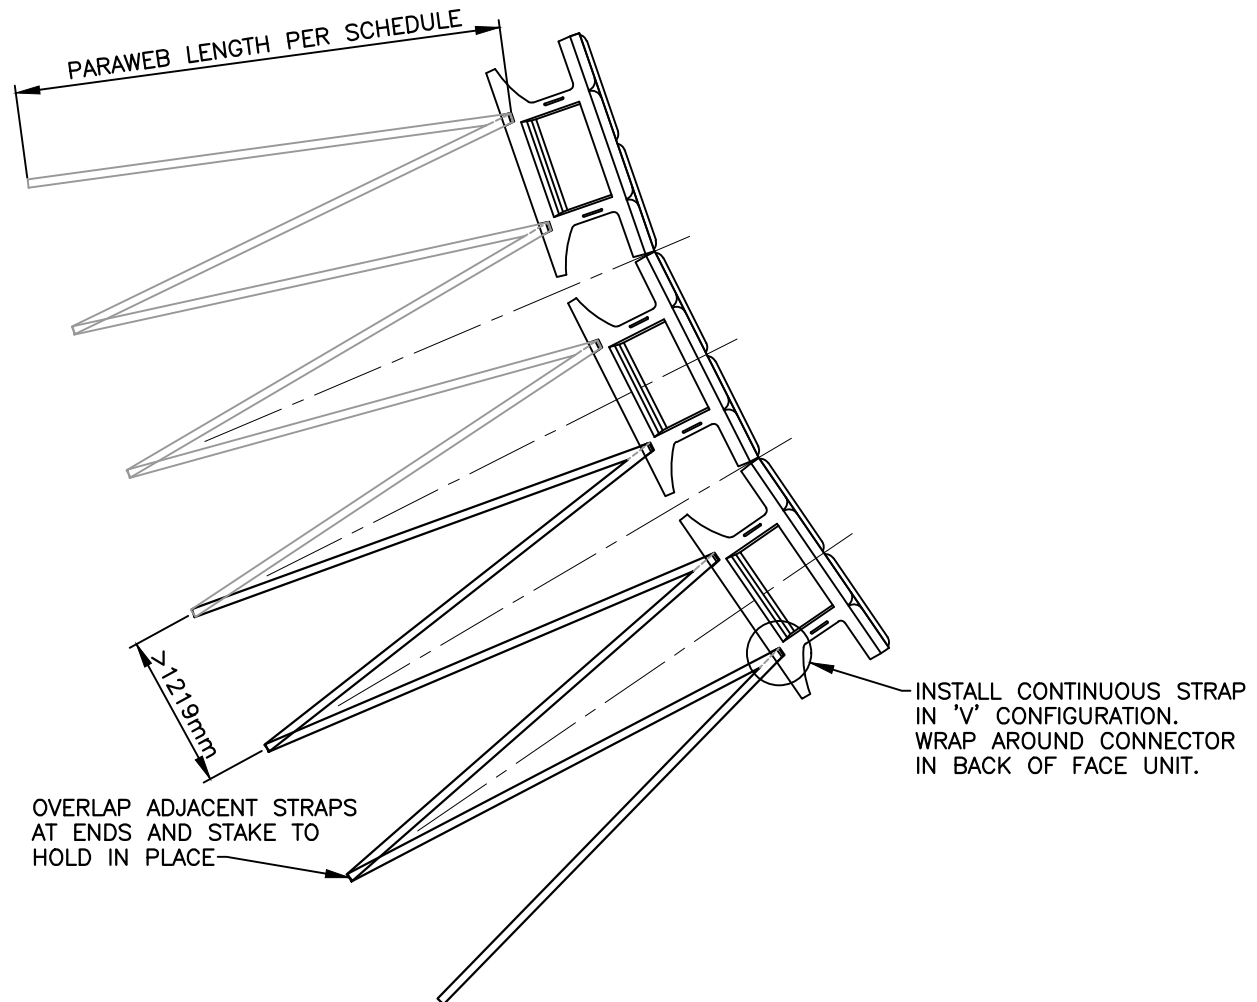 PARAWEB LENGTH PER SCHEDULE
>1219mm
INSTALL CONTINUOUS STRAP
IN 'V' CONFIGURATION.
WRAP AROUND CONNECTOR
IN BACK OF FACE UNIT.
OVERLAP ADJACENT STRAPS
AT ENDS AND STAKE TO
HOLD IN PLACE